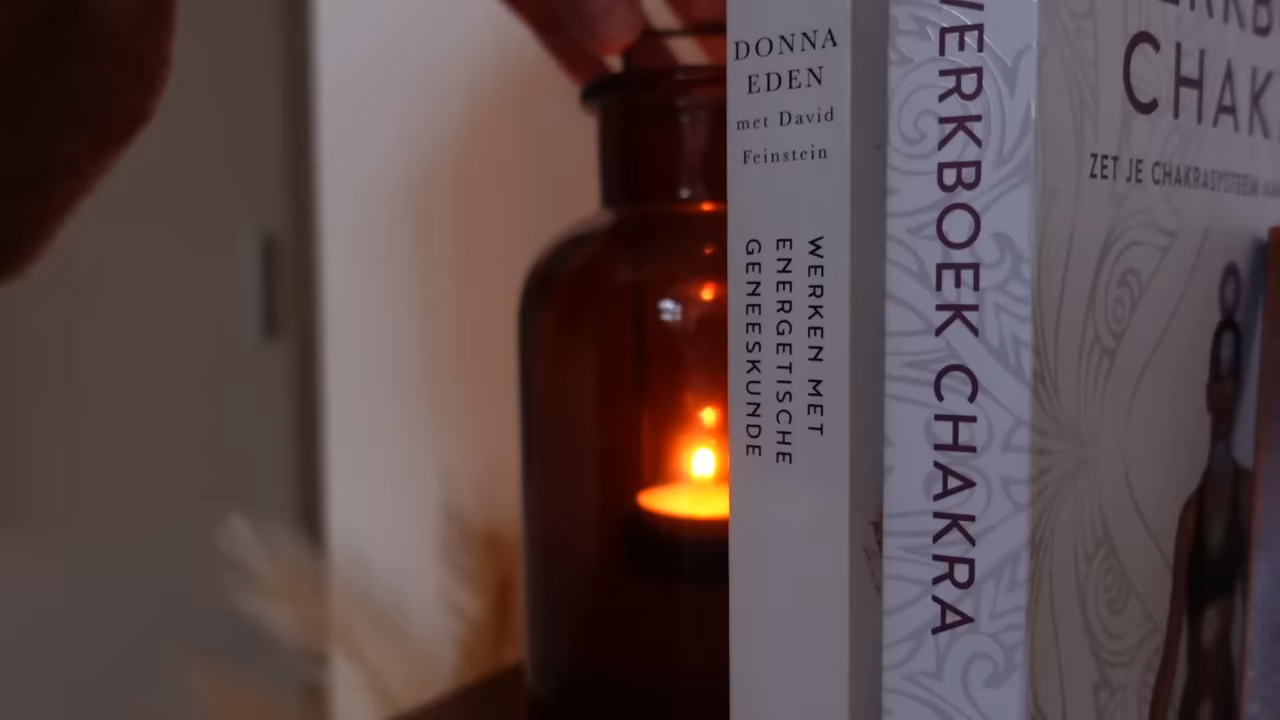 DONNA
EDEN
met David
Feinstein
WERKEN MET
ENERGETISCHE
GENEESKUNDE
WERKBOEK CHAKRA
CHAK
ZET JE CHAKRASYSTEEM